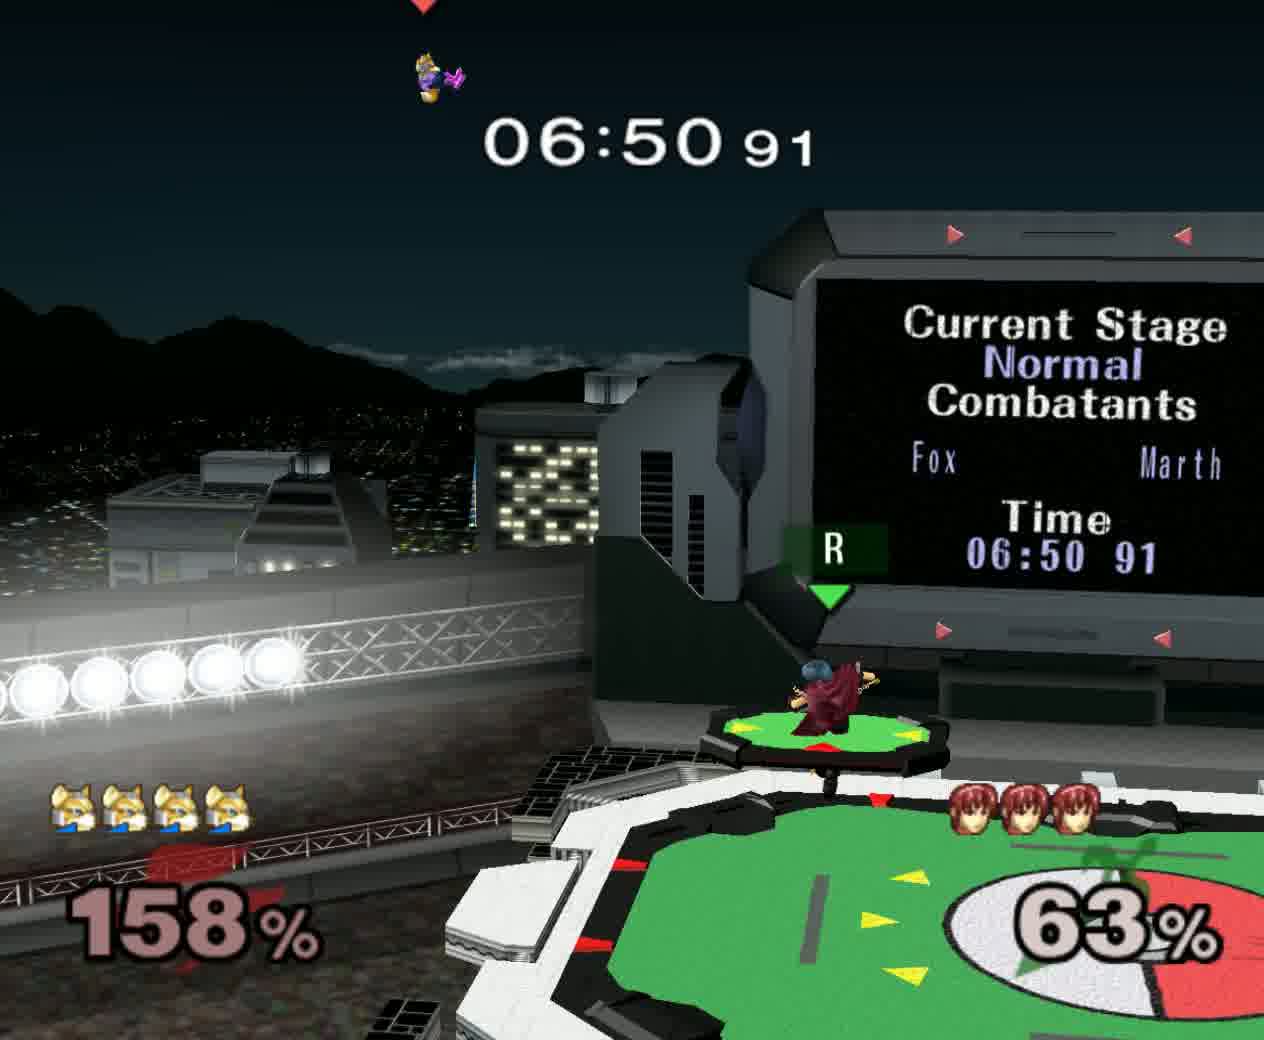 06:50 91
Current Stage
Normal
Combatants
Fox Marth
Time
06:50 91
R
158%
63%